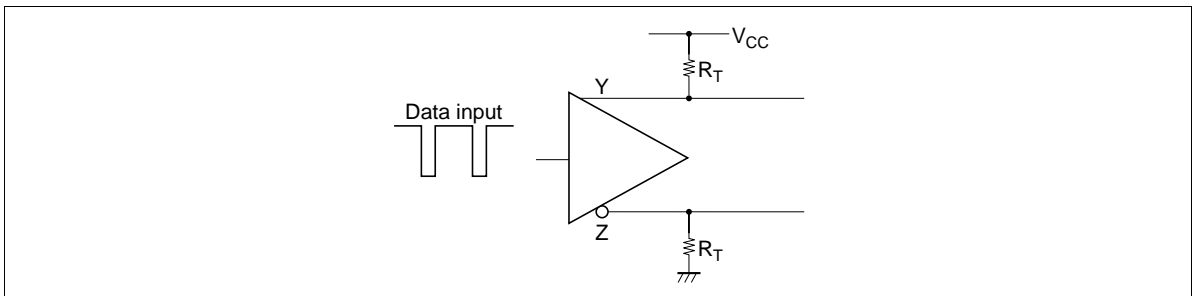 V_CC
R_T
Y
Data input
Z
R_T